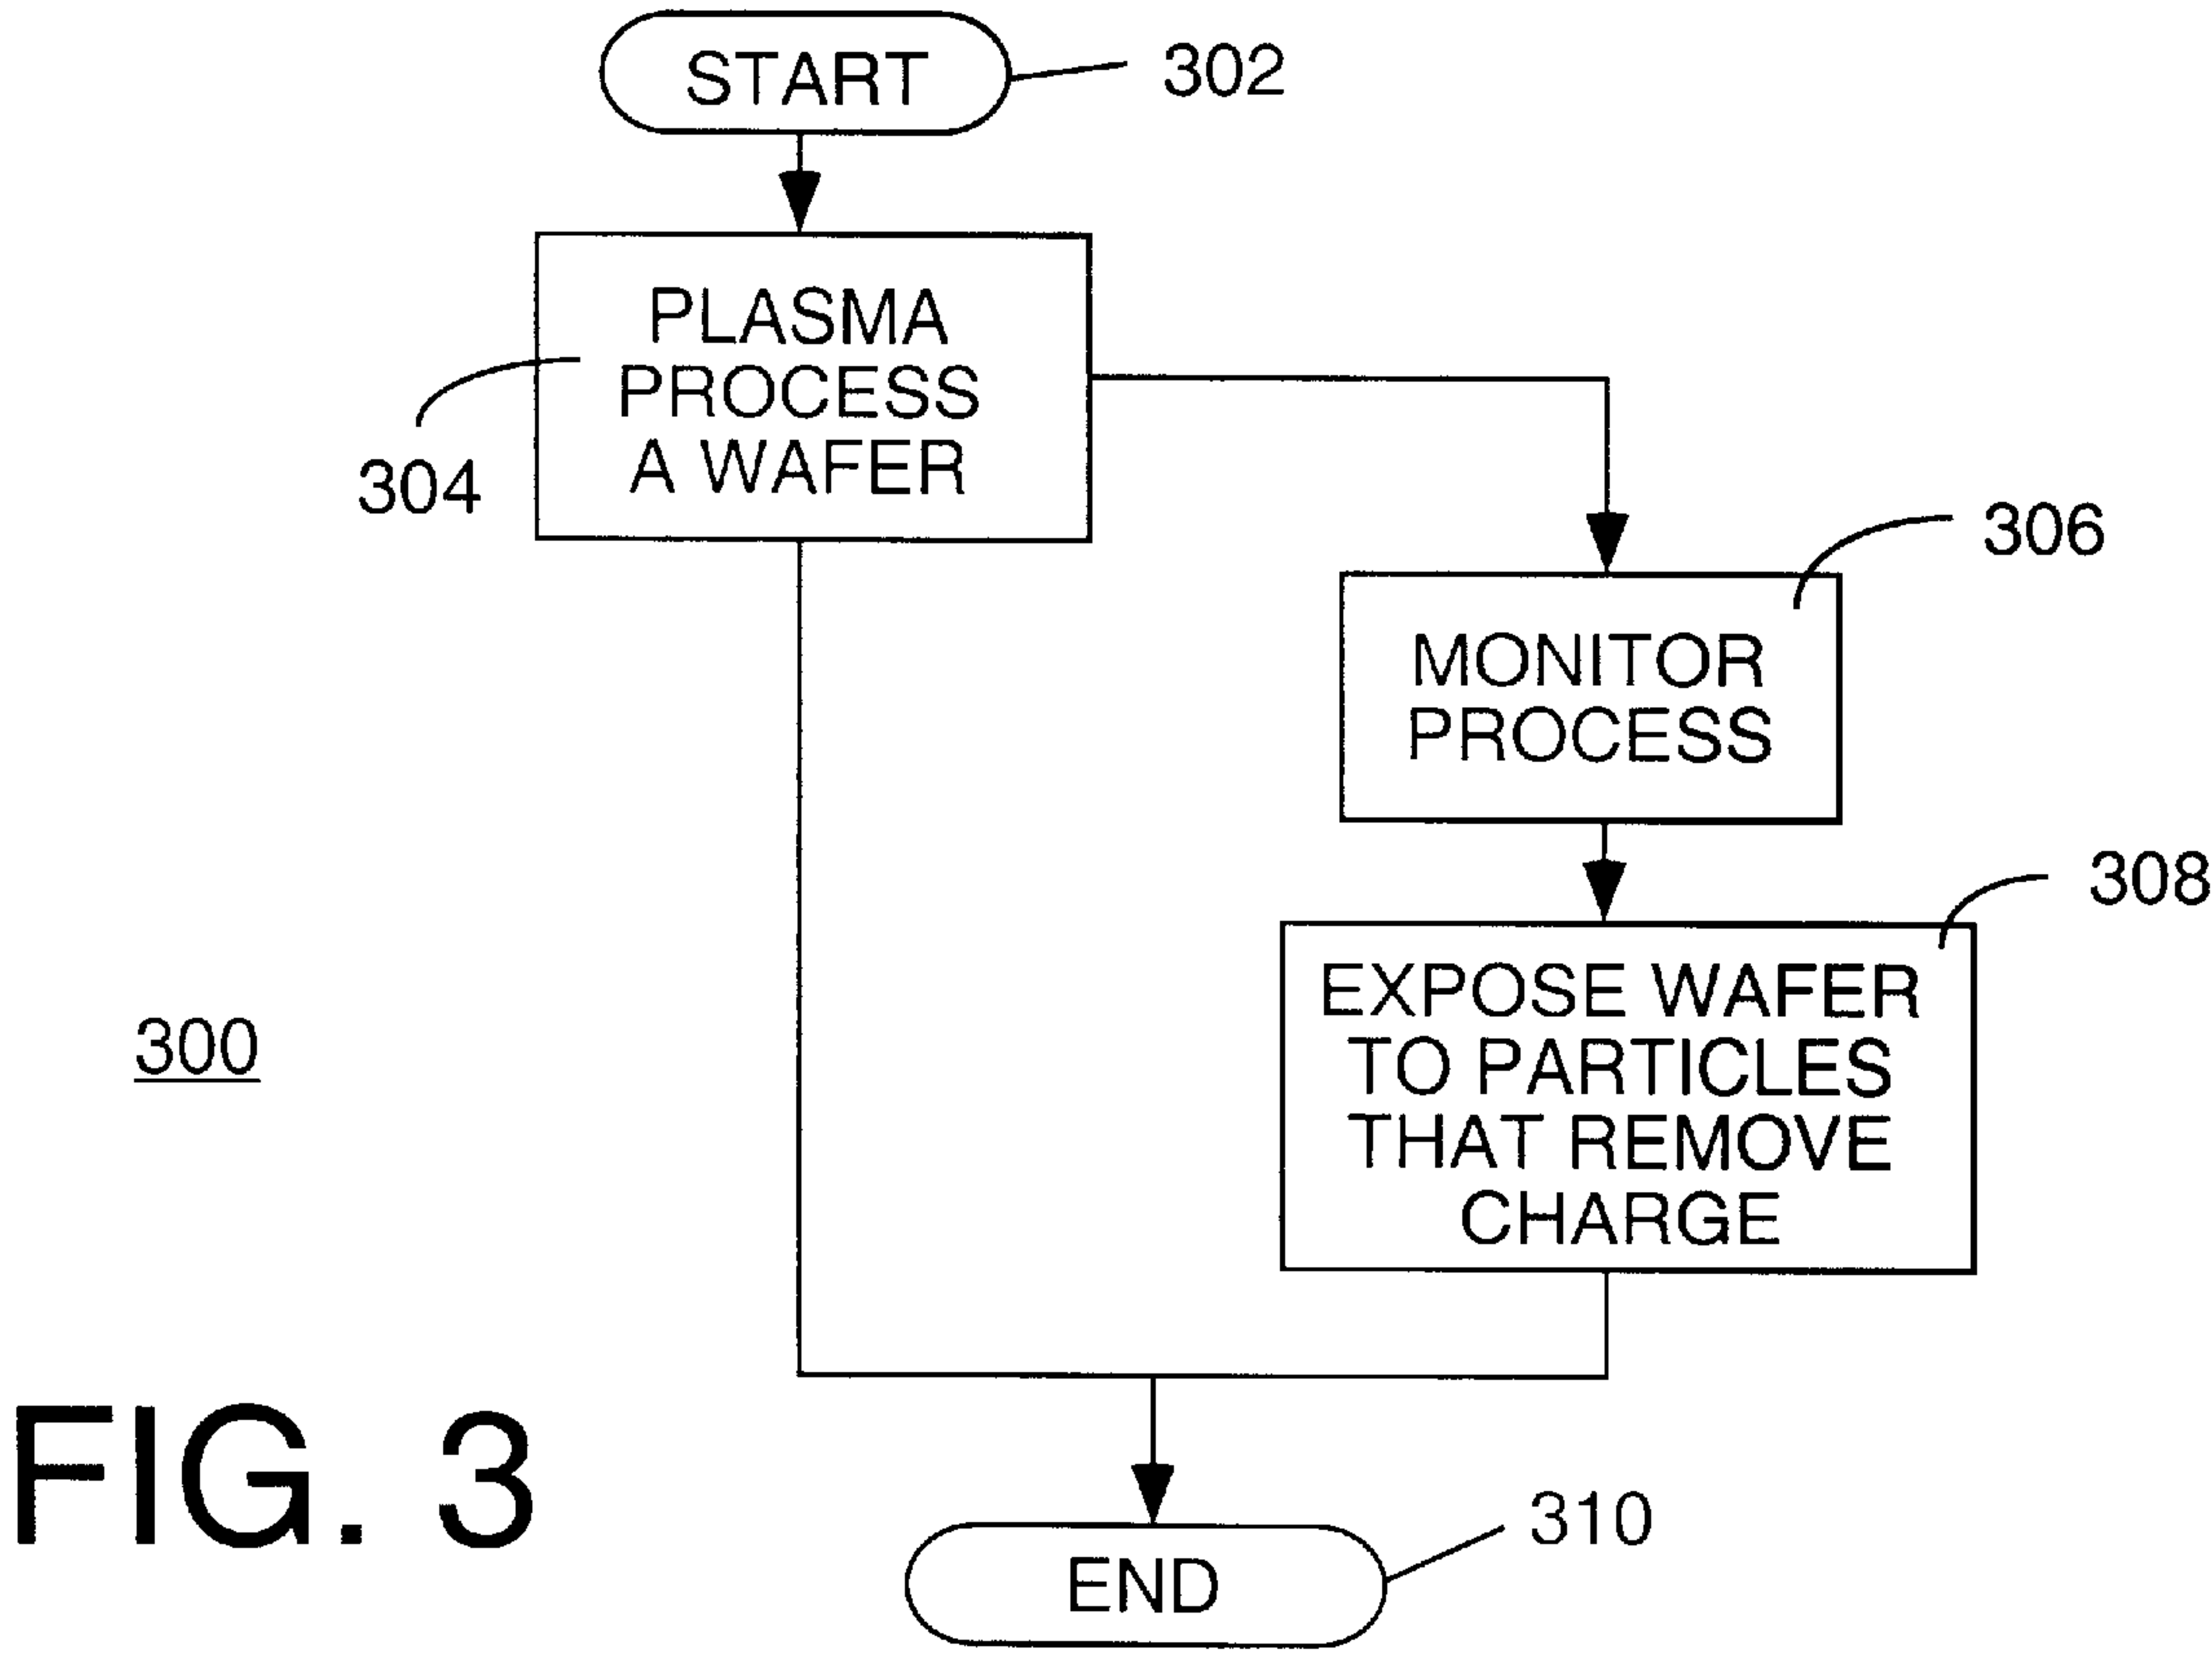 START
302
PLASMA
PROCESS
A WAFER
304
306
MONITOR
PROCESS
308
EXPOSE WAFER
TO PARTICLES
THAT REMOVE
CHARGE
300
FIG. 3
310
END